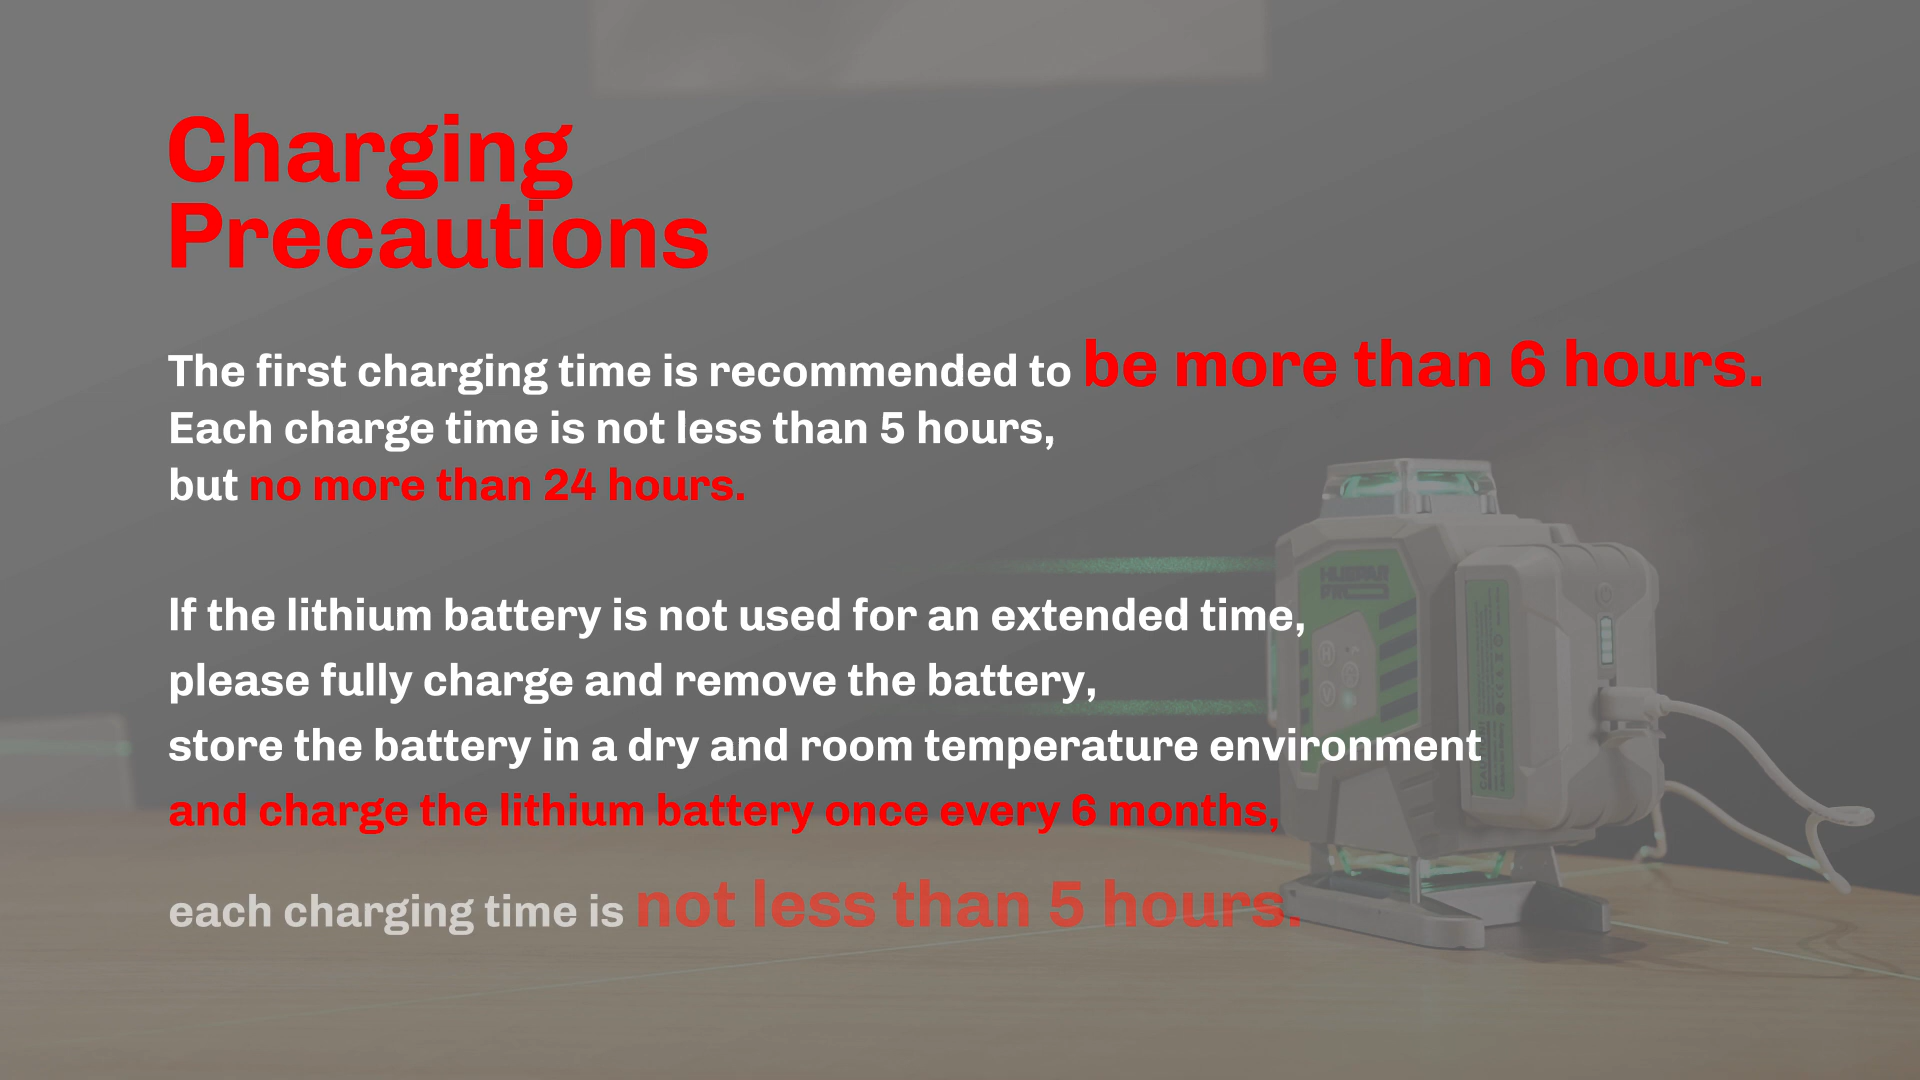 Charging
Precautions
The first charging time is recommended to be more than 6 hours.
Each charge time is not less than 5 hours,
but no more than 24 hours.
If the lithium battery is not used for an extended time,
please fully charge and remove the battery,
store the battery in a dry and room temperature environment
and charge the lithium battery once every 6 months,
each charging time is not less than 5 hours.
HUEPAR
H
V